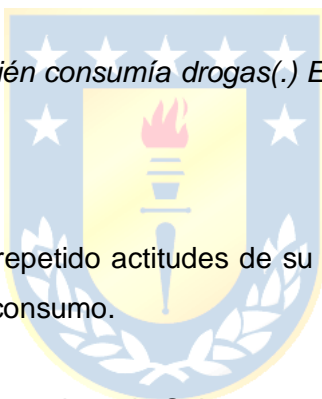 ién consumía drogas(.) E
repetido actitudes de su
consumo.